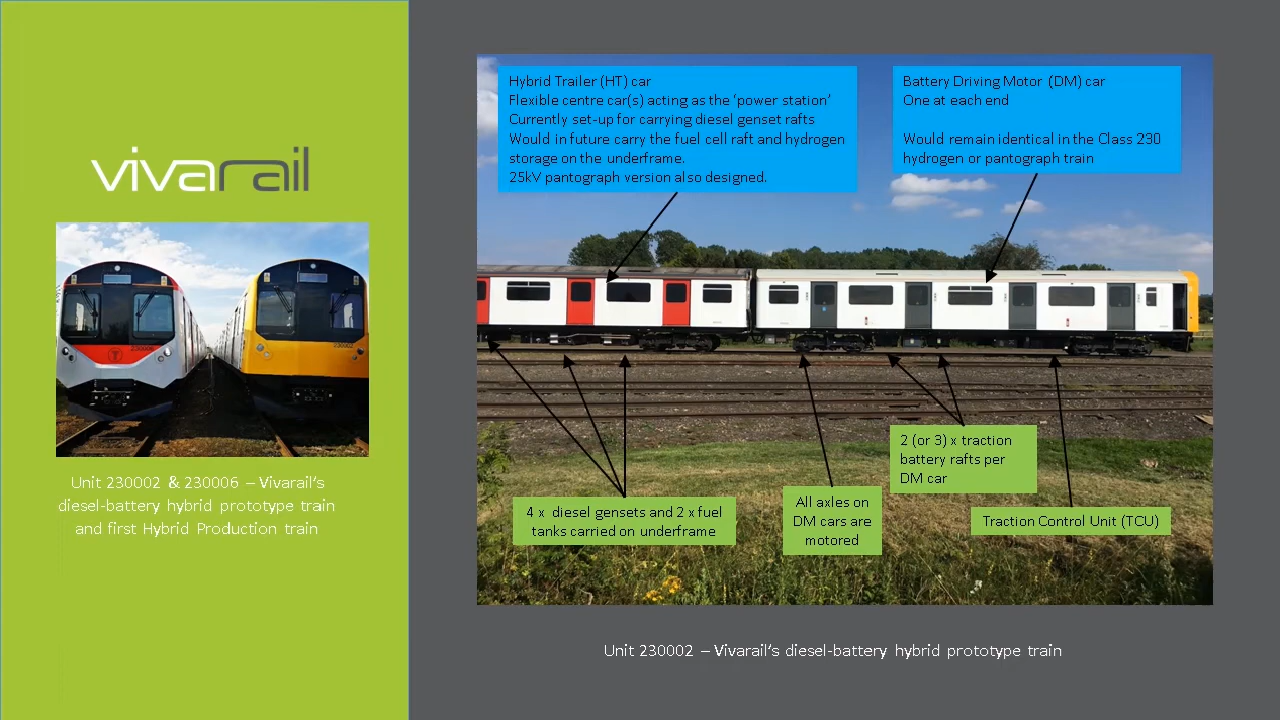 vivarail
230006
230002
Unit 230002 & 230006 – Vivarail's
diesel-battery hybrid prototype train
and first Hybrid Production train
Hybrid Trailer (HT) car
Flexible centre car(s) acting as the 'power station'
Currently set-up for carrying diesel genset rafts
Would in future carry the fuel cell raft and hydrogen
storage on the underframe.
25kV pantograph version also designed.
Battery Driving Motor (DM) car
One at each end
Would remain identical in the Class 230
hydrogen or pantograph train
2 (or 3) x traction
battery rafts per
DM car
4 x diesel gensets and 2 x fuel
tanks carried on underframe
All axles on
DM cars are
motored
Traction Control Unit (TCU)
Unit 230002 – Vivarail's diesel-battery hybrid prototype train